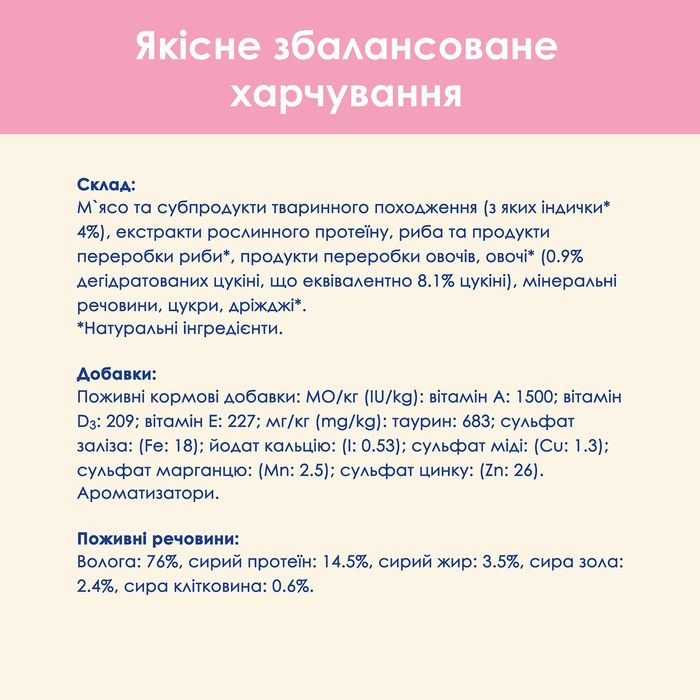 Якісне збалансоване
харчування
Склад:
М`ясо та субпродукти тваринного походження (з яких індички*
4%), екстракти рослинного протеїну, риба та продукти
переробки риби*, продукти переробки овочів, овочі* (0.9%
дегідратованих цукіні, що еквівалентно 8.1% цукіні), мінеральні
речовини, цукри, дріжджі*.
*Натуральні інгредієнти.
Добавки:
Поживні кормові добавки: МО/кг (IU/kg): вітамін А: 1500; вітамін
D₃: 209; вітамін Е: 227; мг/кг (mg/kg): таурин: 683; сульфат
заліза: (Fe: 18); йодат кальцію: (I: 0.53); сульфат міді: (Cu: 1.3);
сульфат марганцю: (Mn: 2.5); сульфат цинку: (Zn: 26).
Ароматизатори.
Поживні речовини:
Волога: 76%, сирий протеїн: 14.5%, сирий жир: 3.5%, сира зола:
2.4%, сира клітковина: 0.6%.